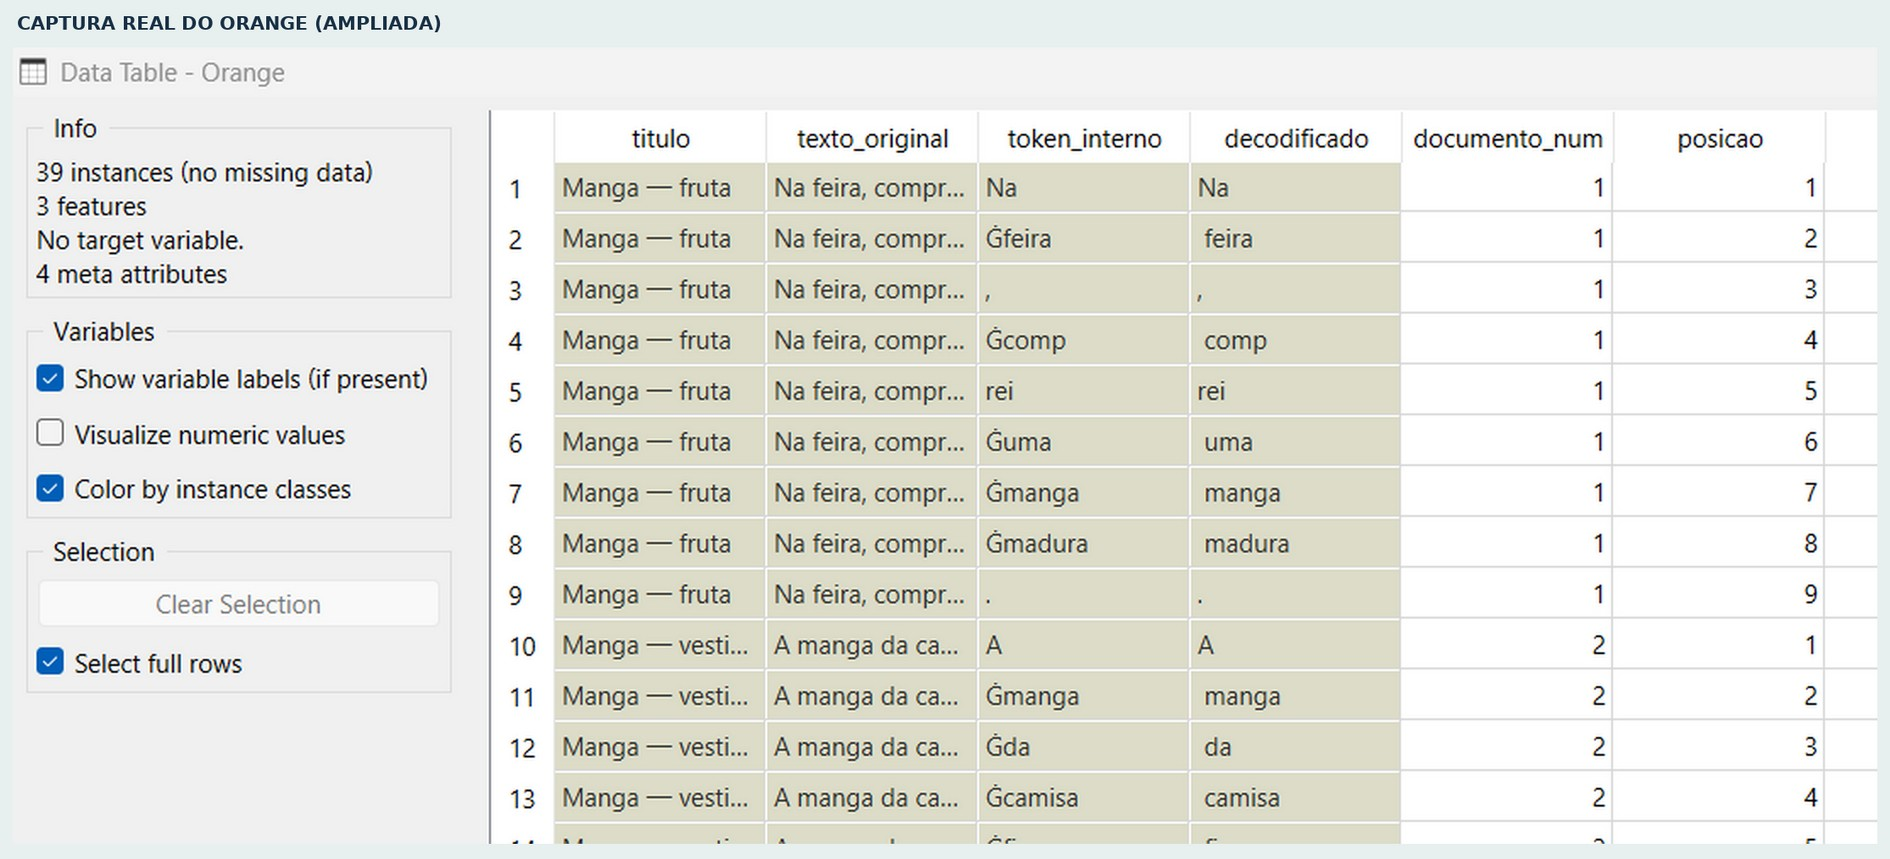 CAPTURA REAL DO ORANGE (AMPLIADA)
Data Table - Orange
Info
39 instances (no missing data)
3 features
No target variable.
4 meta attributes
Variables
Show variable labels (if present)
Visualize numeric values
Color by instance classes
Selection
Clear Selection
Select full rows
titulo texto_original token_interno decodificado documento_num posicao
1 Manga — fruta Na feira, compr... Na Na 1 1
2 Manga — fruta Na feira, compr... Ġfeira feira 1 2
3 Manga — fruta Na feira, compr... , , 1 3
4 Manga — fruta Na feira, compr... Ġcomp comp 1 4
5 Manga — fruta Na feira, compr... rei rei 1 5
6 Manga — fruta Na feira, compr... Ġuma uma 1 6
7 Manga — fruta Na feira, compr... Ġmanga manga 1 7
8 Manga — fruta Na feira, compr... Ġmadura madura 1 8
9 Manga — fruta Na feira, compr... . . 1 9
10 Manga — vesti... A manga da ca... A A 2 1
11 Manga — vesti... A manga da ca... Ġmanga manga 2 2
12 Manga — vesti... A manga da ca... Ġda da 2 3
13 Manga — vesti... A manga da ca... Ġcamisa camisa 2 4